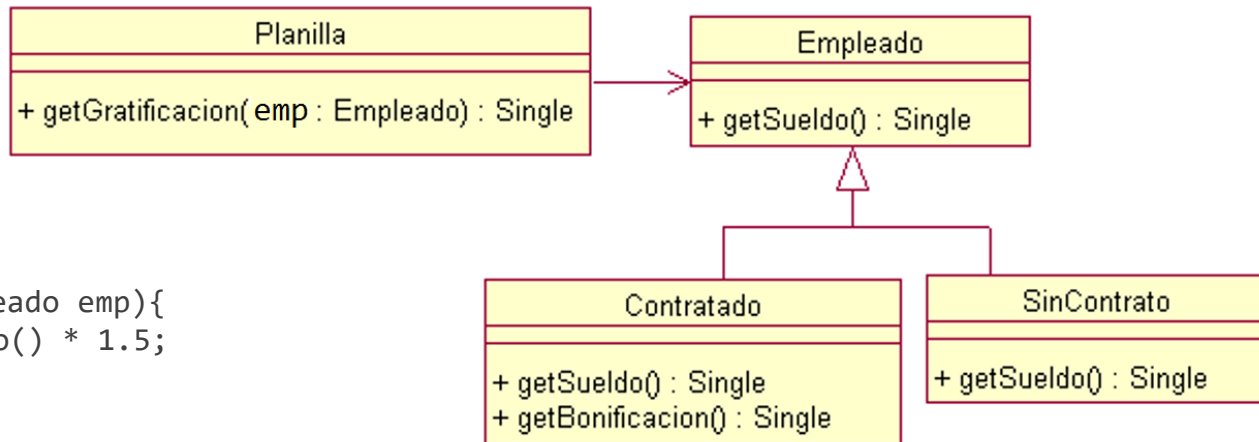 Planilla
+ getGratificacion(emp : Empleado) : Single
Empleado
+ getSueldo() : Single
emp){
() * 1.5;
Contratado
+ getSueldo() : Single
+ getBonificacion() : Single
SinContrato
+ getSueldo() : Single